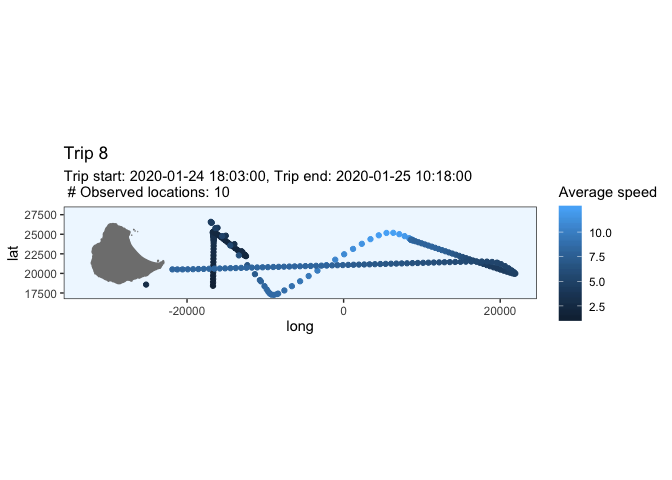 Trip 8
Trip start: 2020-01-24 18:03:00, Trip end: 2020-01-25 10:18:00
# Observed locations: 10
Average speed
27500
25000
22500
20000
17500
lat
-20000
0
20000
long
10.0
7.5
5.0
2.5